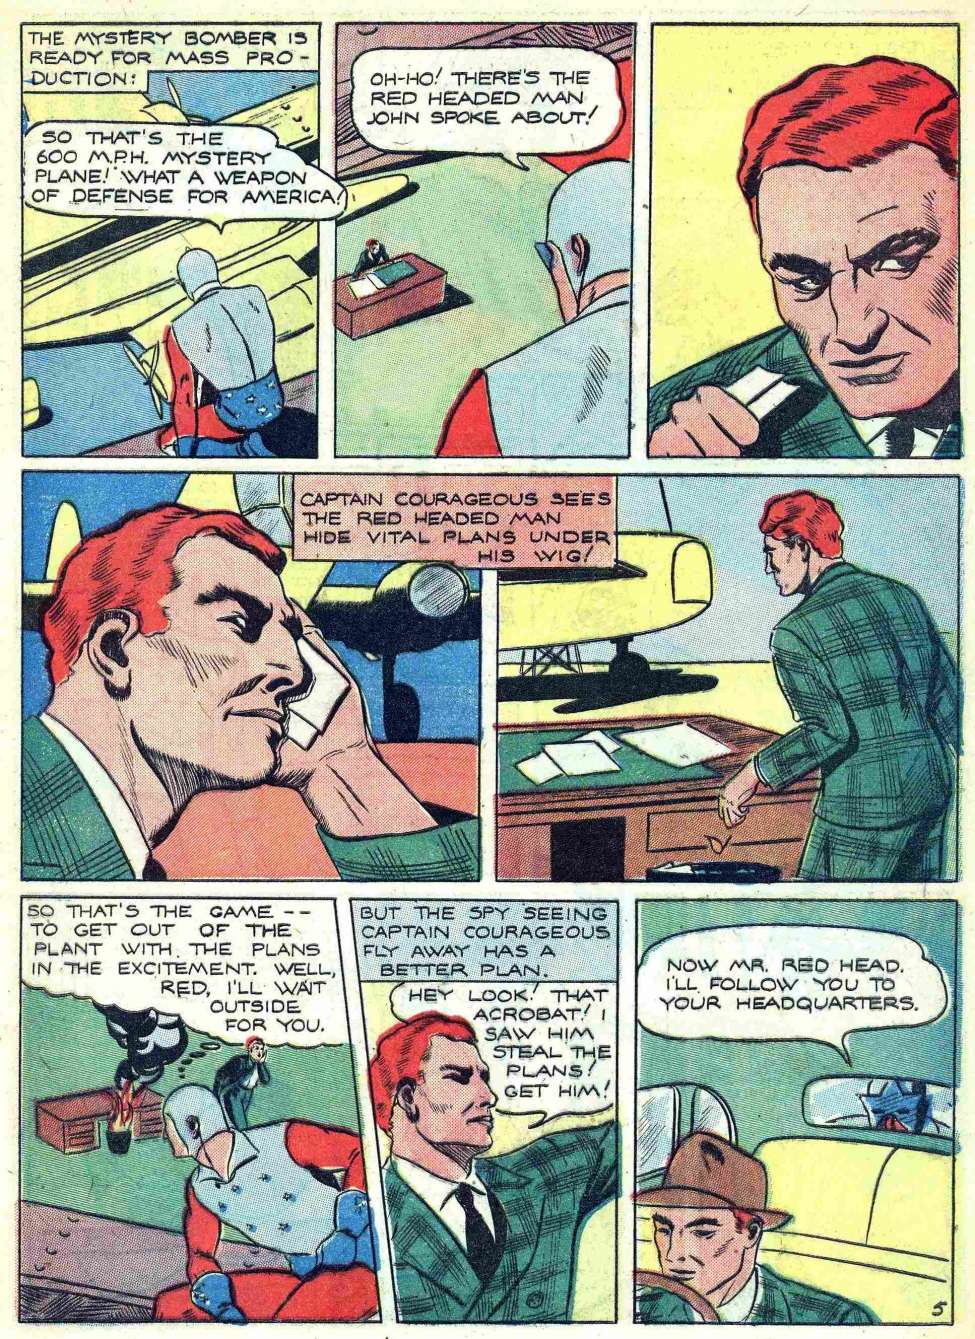 THE MYSTERY BOMBER IS
READY FOR MASS PRO-
DUCTION:
SO THAT'S THE
600 M.P.H. MYSTERY
PLANE! WHAT A WEAPON
OF DEFENSE FOR AMERICA!
OH-HO! THERE'S THE
RED HEADED MAN
JOHN SPOKE ABOUT!
CAPTAIN COURAGEOUS SEES
THE RED HEADED MAN
HIDE VITAL PLANS UNDER
HIS WIG!
SO THAT'S THE GAME --
TO GET OUT OF THE
PLANT WITH THE PLANS
IN THE EXCITEMENT. WELL,
RED, I'LL WAIT
OUTSIDE
FOR YOU.
BUT THE SPY SEEING
CAPTAIN COURAGEOUS
FLY AWAY HAS A
BETTER PLAN.
HEY LOOK! THAT
ACROBAT! I
SAW HIM
STEAL THE
PLANS!
GET HIM!
NOW MR. RED HEAD.
I'LL FOLLOW YOU TO
YOUR HEADQUARTERS.
5